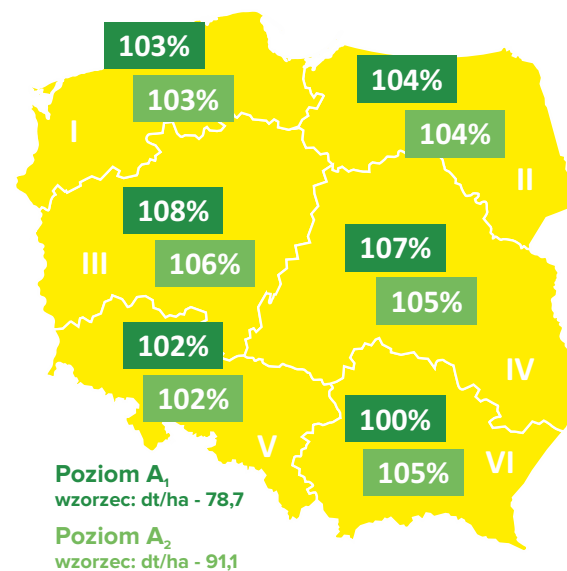 103%
103%
I
104%
104%
II
108%
106%
III
107%
105%
IV
102%
102%
V
100%
105%
VI
Poziom A₁
wzorzec: dt/ha - 78,7
Poziom A₂
wzorzec: dt/ha - 91,1